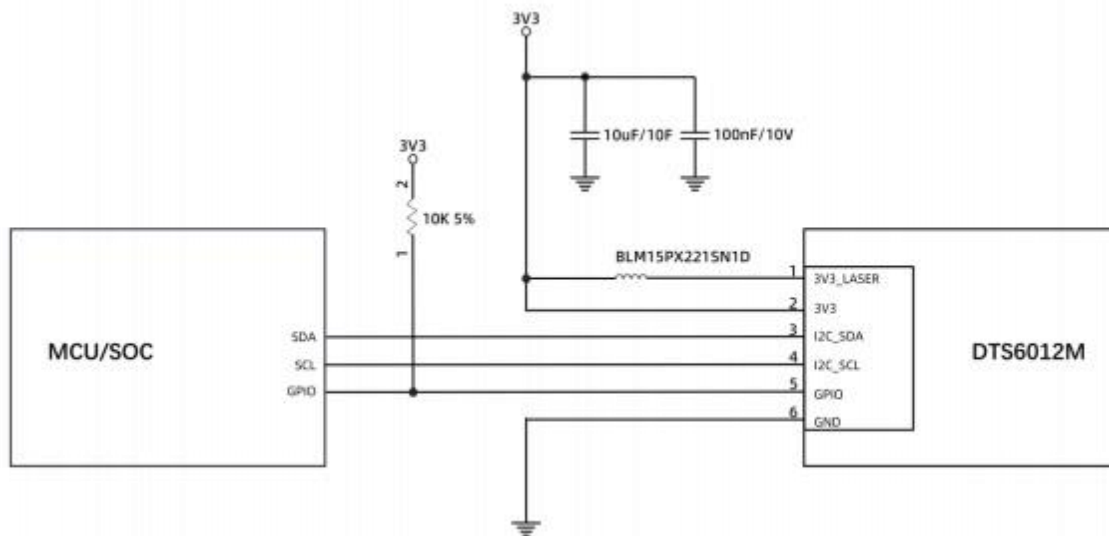 3V3
10uF/10F
100nF/10V
3V3
2
10K 5%
1
BLM15PX221SN1D
MCU/SOC
SDA
SCL
GPIO
1
2
3
4
5
6
3V3_LASER
3V3
I2C_SDA
I2C_SCL
GPIO
GND
DTS6012M